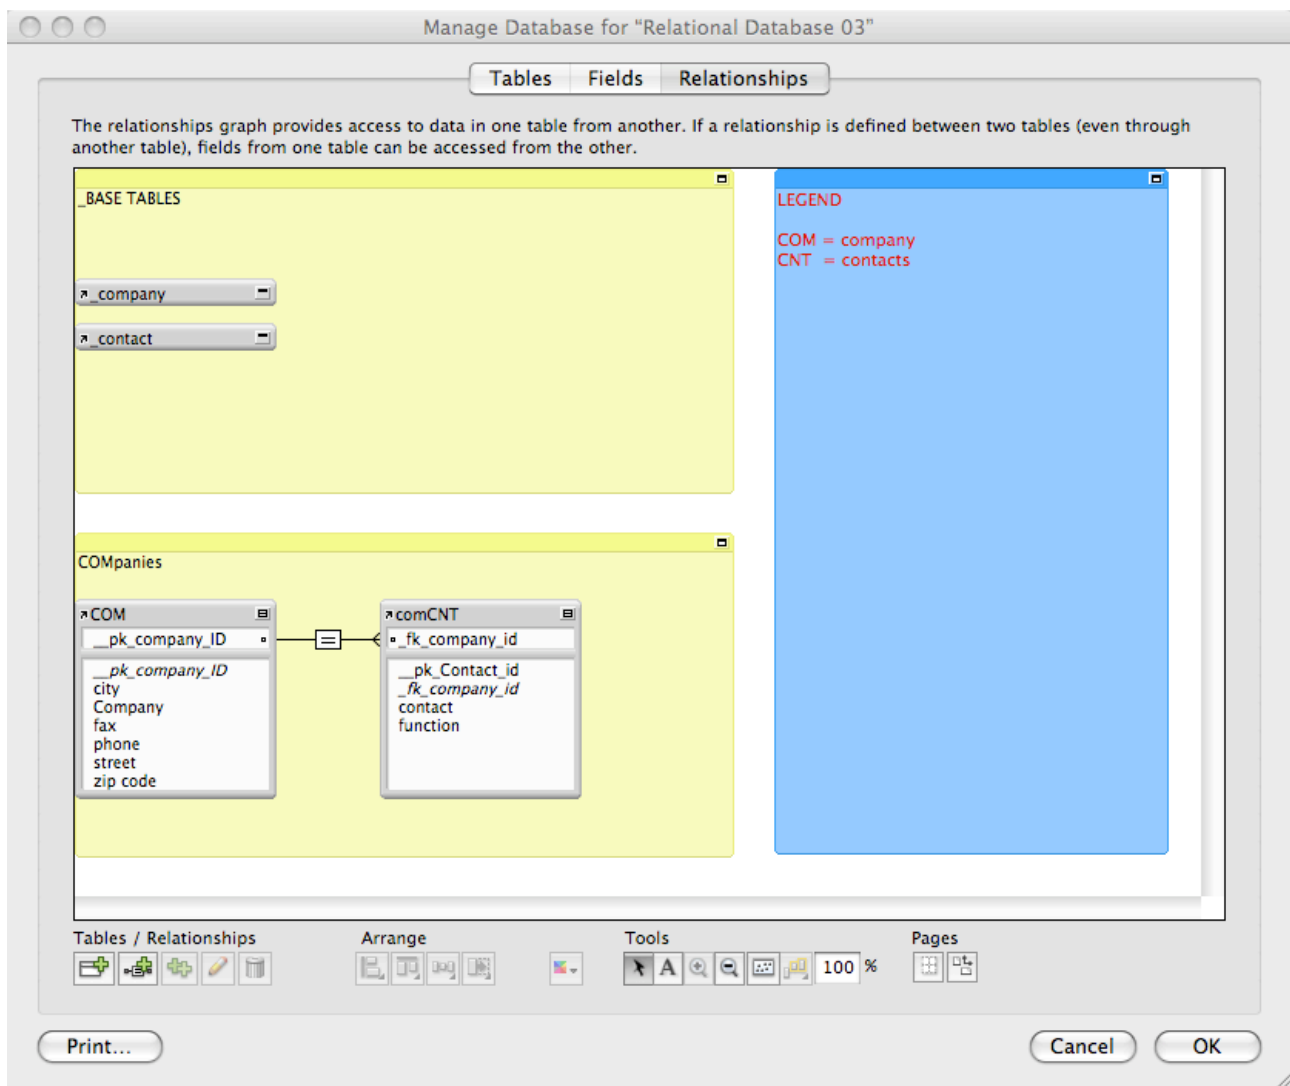 Manage Database for “Relational Database 03”
Tables Fields Relationships
The relationships graph provides access to data in one table from another. If a relationship is defined between two tables (even through
another table), fields from one table can be accessed from the other.
_BASE TABLES
_company
_contact
LEGEND
COM = company
CNT = contacts
COMpanies
COM
__pk_company_ID
__pk_company_ID
city
Company
fax
phone
street
zip code
=
comCNT
_fk_company_id
__pk_Contact_id
_fk_company_id
contact
function
Tables / Relationships
Arrange
Tools
A
100 %
Pages
Print...
Cancel
OK